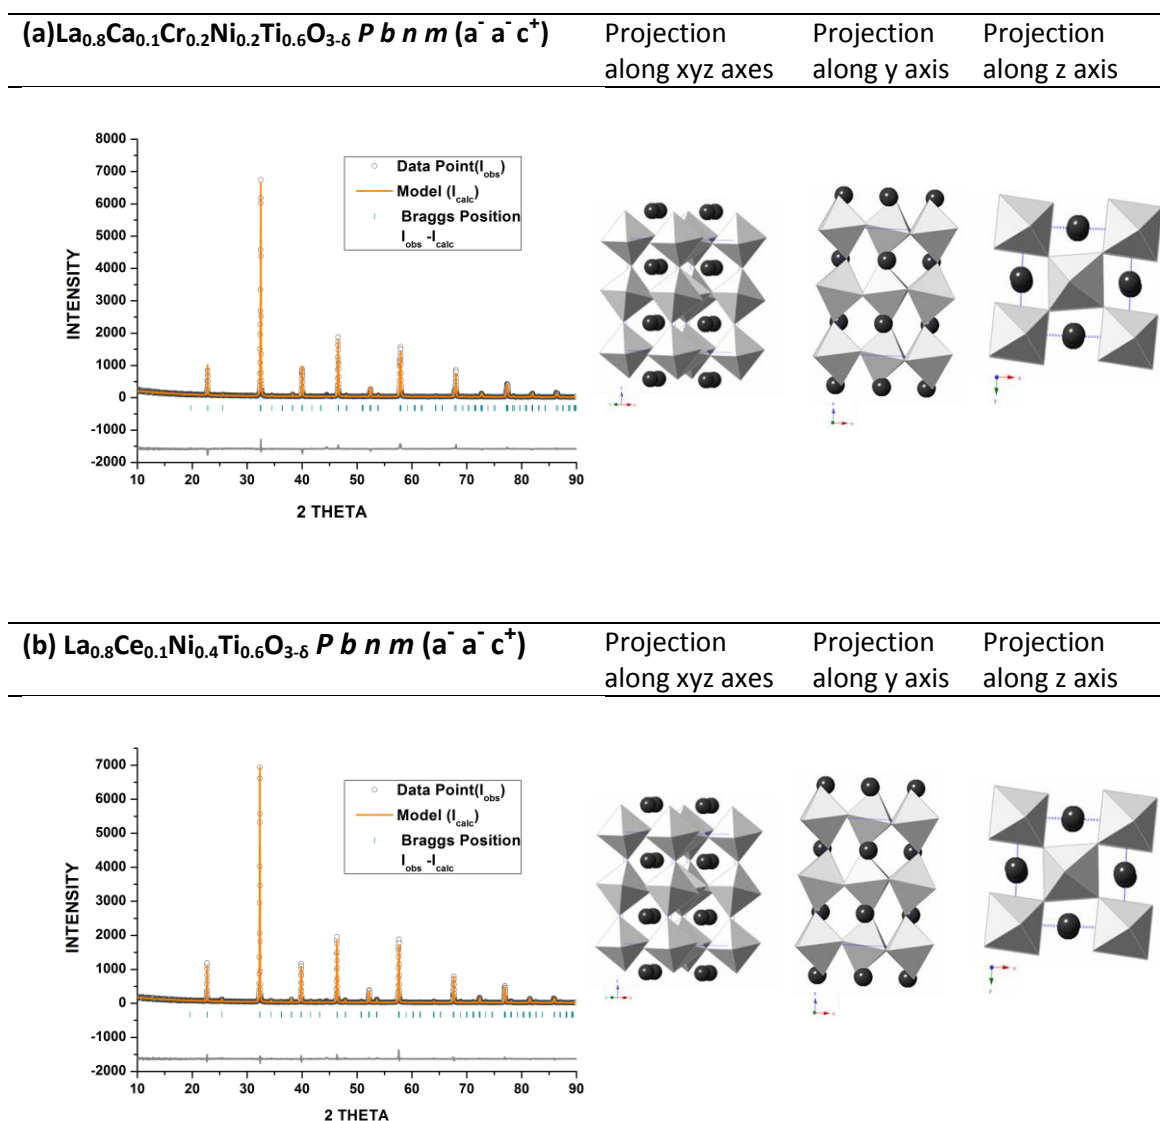 (a)La0.8Ca0.1Cr0.2Ni0.2Ti0.6O3-δ P b n m (a- a- c+)
Projection along xyz axes
Projection along y axis
Projection along z axis
8000
7000
6000
5000
4000
3000
2000
1000
0
-1000
-2000
INTENSITY
Data Point(Iobs)
Model (Icalc)
Braggs Position
Iobs -Icalc
10 20 30 40 50 60 70 80 90
2 THETA
(b) La0.8Ce0.1Ni0.4Ti0.6O3-δ P b n m (a- a- c+)
Projection along xyz axes
Projection along y axis
Projection along z axis
7000
6000
5000
4000
3000
2000
1000
0
-1000
-2000
INTENSITY
Data Point(Iobs)
Model (Icalc)
Braggs Position
Iobs -Icalc
10 20 30 40 50 60 70 80 90
2 THETA